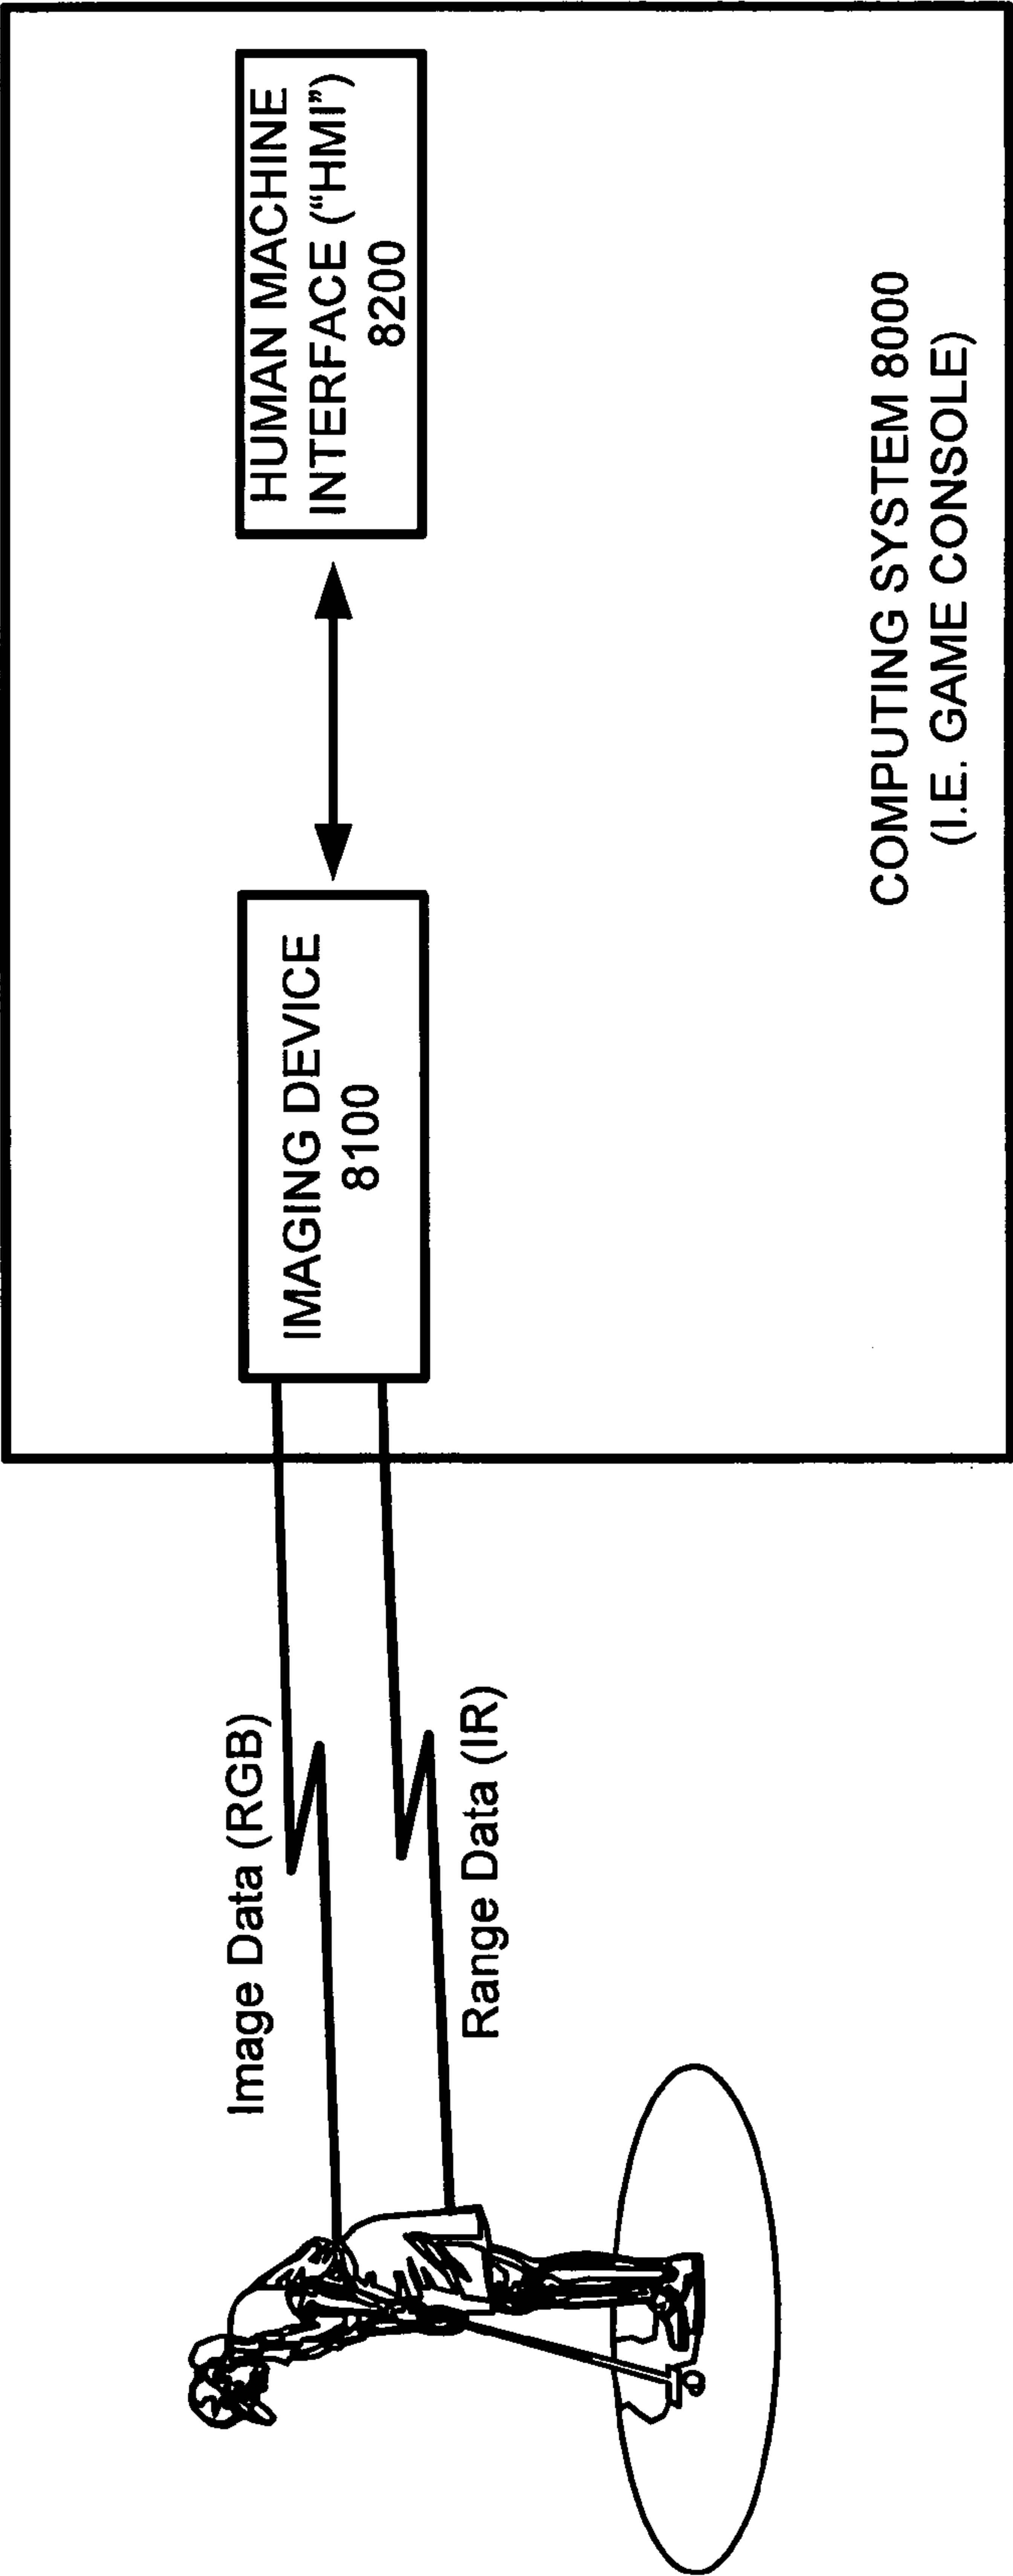 Image Data (RGB)
Range Data (IR)
IMAGING DEVICE
8100
HUMAN MACHINE
INTERFACE (“HMI”)
8200
COMPUTING SYSTEM 8000
(I.E. GAME CONSOLE)